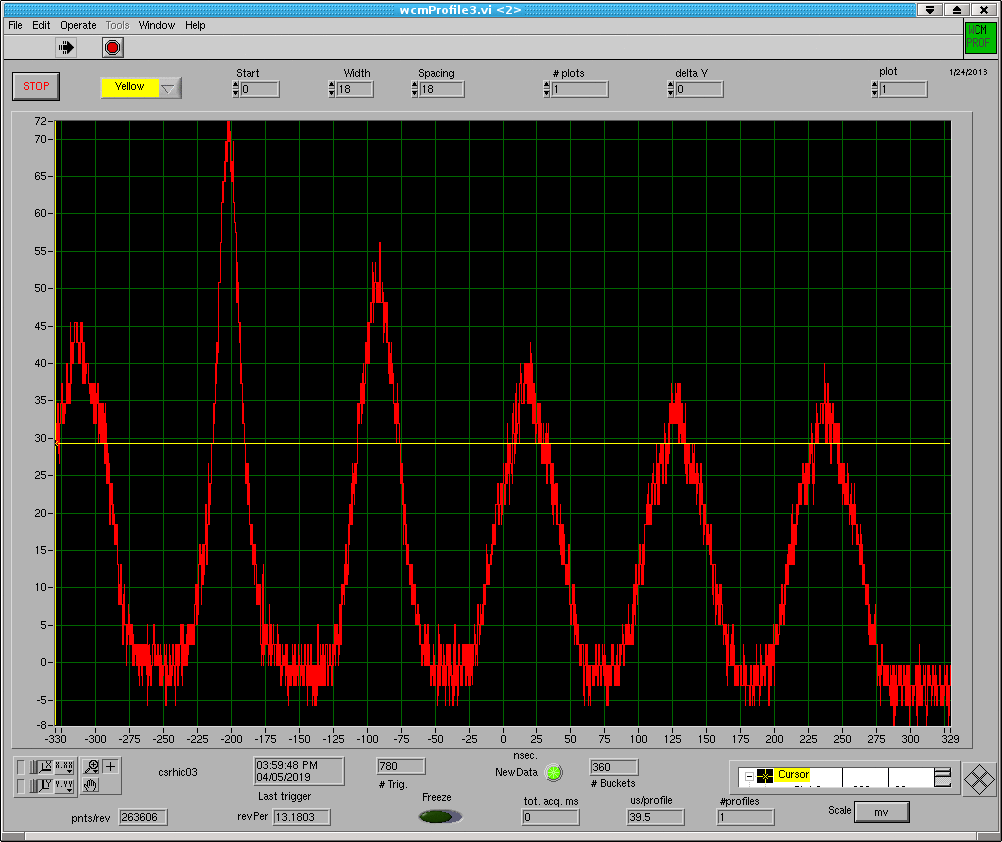 wcmProfile3.vi <2>
File Edit Operate Tools Window Help
WCM
PROF
STOP
Yellow
Start
0
Width
18
Spacing
18
# plots
1
delta Y
0
plot
1
1/24/2013
72
70
65
60
55
50
45
40
35
30
25
20
15
10
5
0
-5
-8
-330 -300 -275 -250 -225 -200 -175 -150 -125 -100 -75 -50 -25 0 25 50 75 100 125 150 175 200 225 250 275 300 329
nsec.
X.XX
Y.YY
csrhic03
03:59:48 PM
04/05/2019
Last trigger
780
# Trig.
New Data
360
# Buckets
Cursor
pnts/rev 263606
revPer 13.1803
Freeze
tot. acq. ms
0
us/profile
39.5
#profiles
1
Scale mv